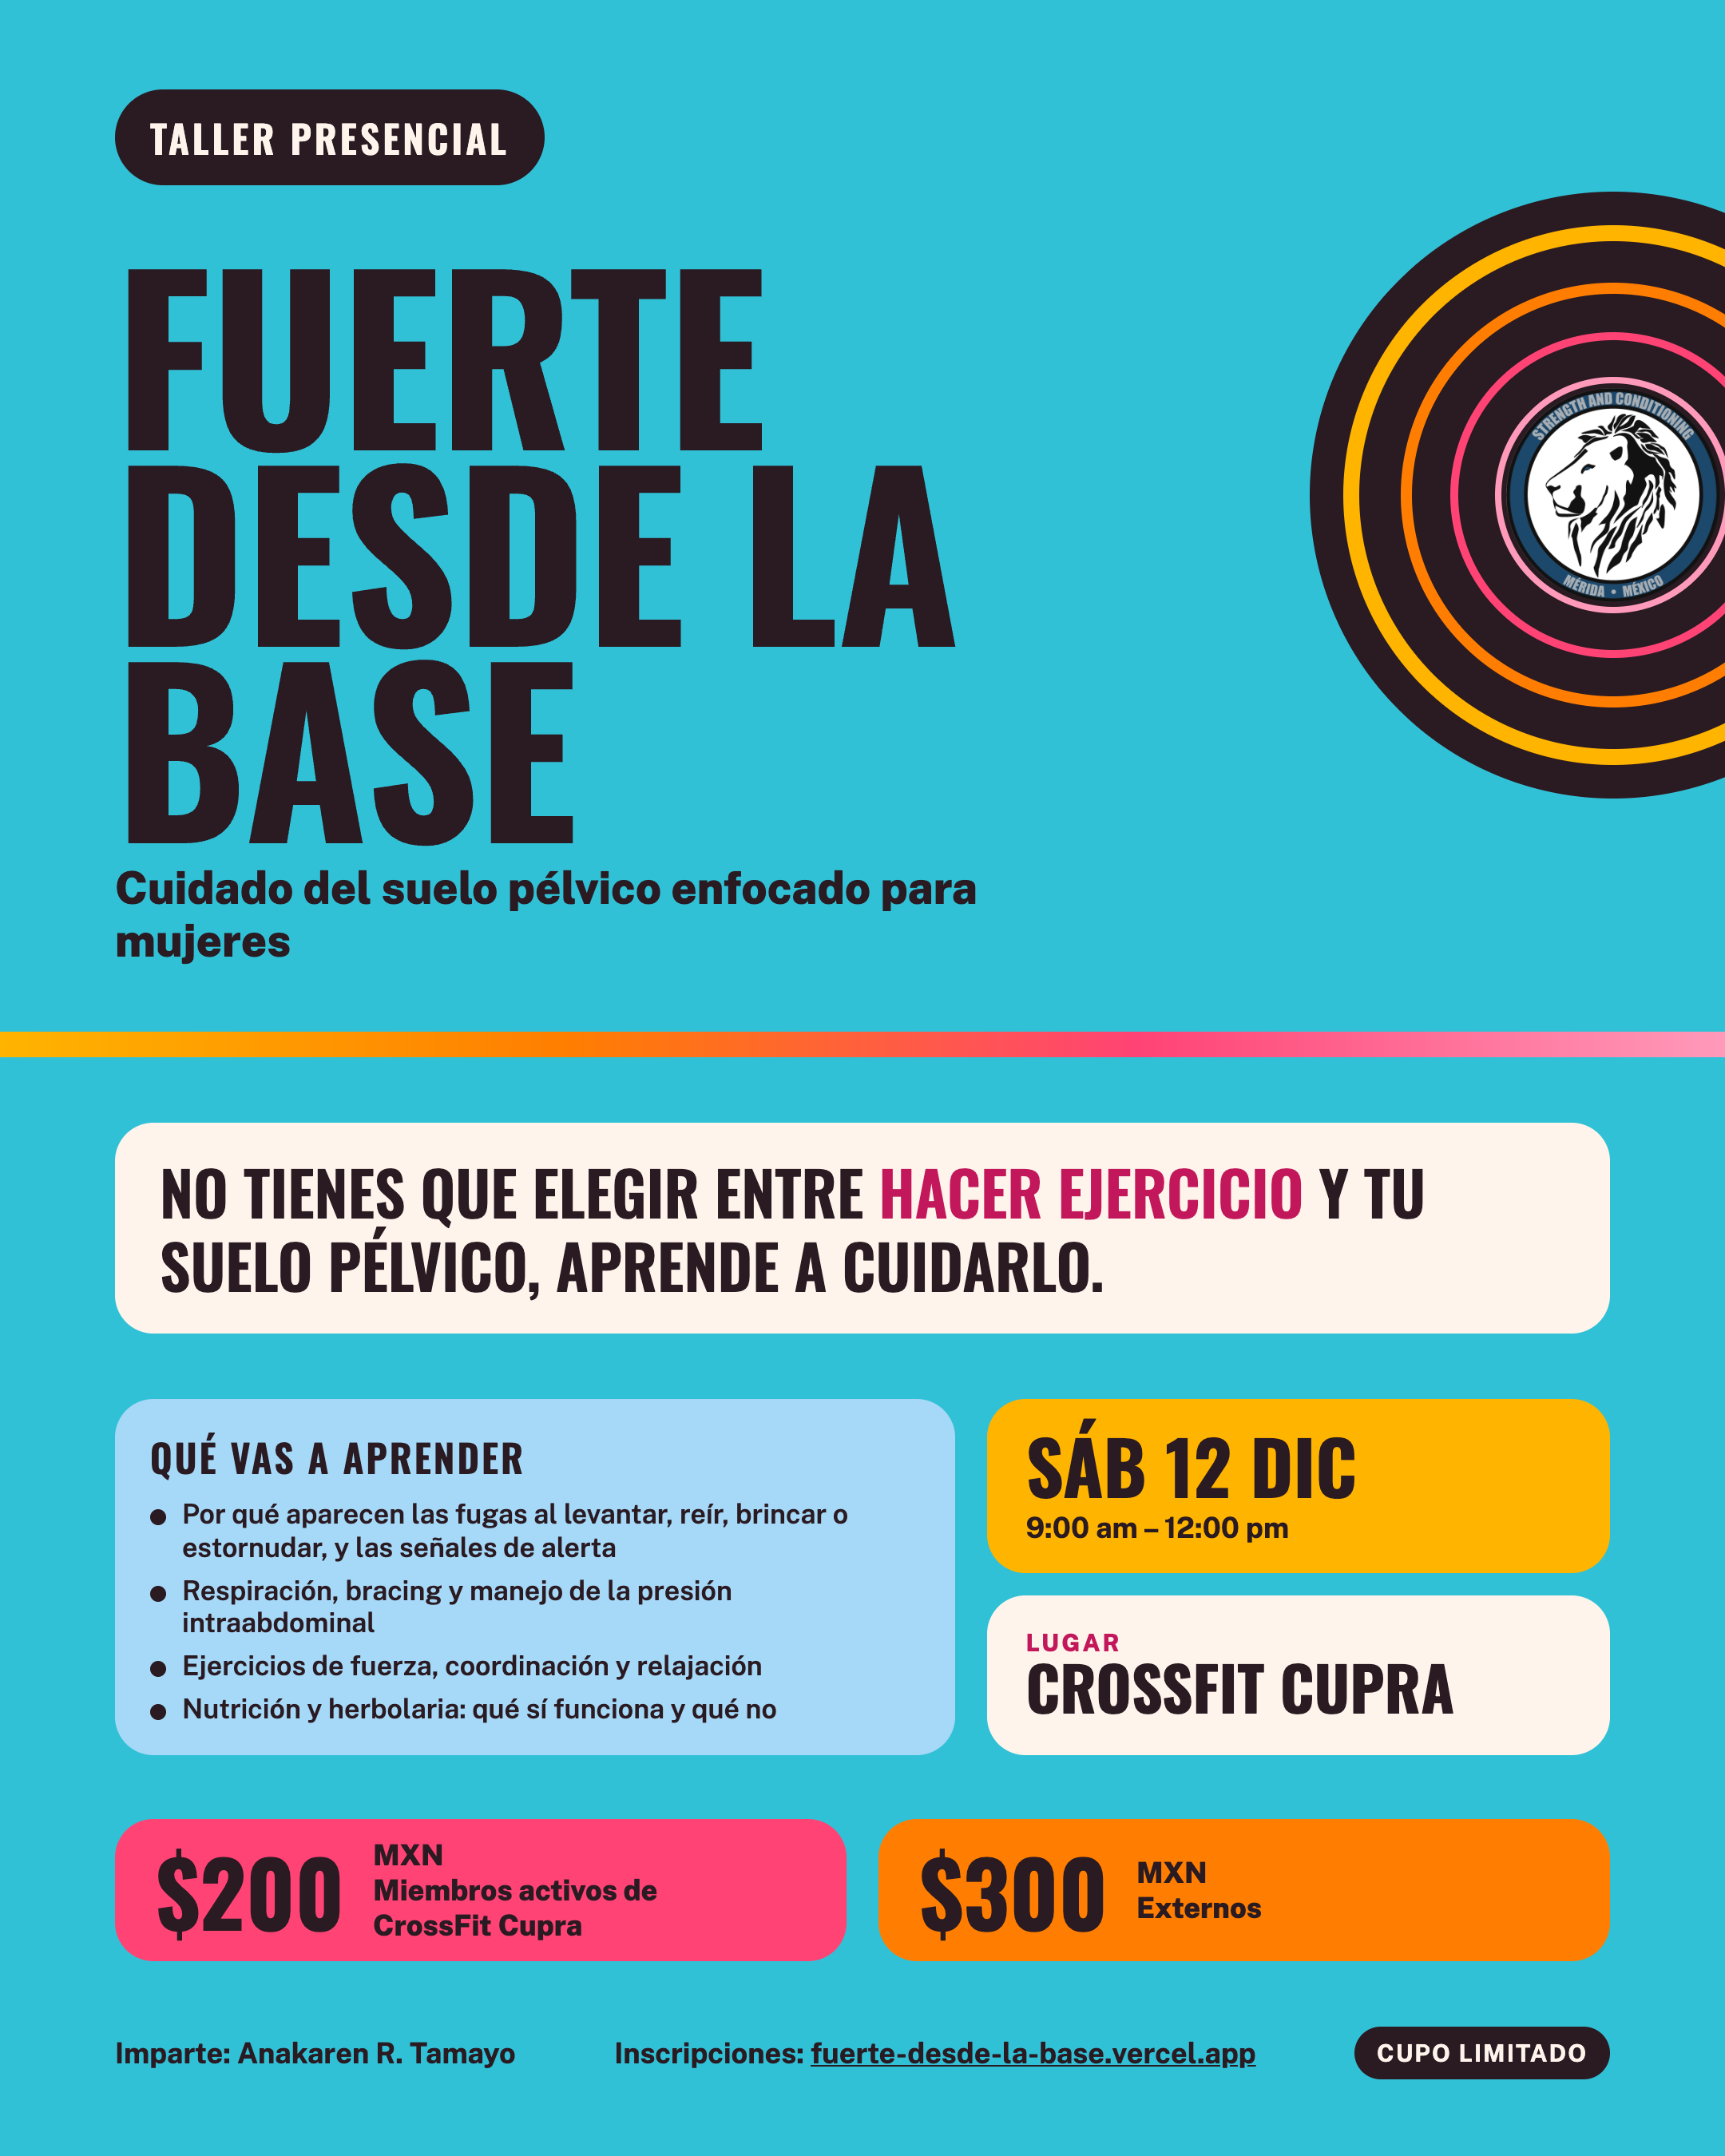 TALLER PRESENCIAL
FUERTE
DESDE LA
BASE
STRENGTH AND CONDITIONING
MÉRIDA • MÉXICO
Cuidado del suelo pélvico enfocado para
mujeres
NO TIENES QUE ELEGIR ENTRE HACER EJERCICIO Y TU
SUELO PÉLVICO, APRENDE A CUIDARLO.
QUÉ VAS A APRENDER
● Por qué aparecen las fugas al levantar, reír, brincar o
estornudar, y las señales de alerta
● Respiración, bracing y manejo de la presión
intraabdominal
● Ejercicios de fuerza, coordinación y relajación
● Nutrición y herbolaria: qué sí funciona y qué no
SÁB 12 DIC
9:00 am – 12:00 pm
LUGAR
CROSSFIT CUPRA
$200
MXN
Miembros activos de
CrossFit Cupra
$300
MXN
Externos
Imparte: Anakaren R. Tamayo
Inscripciones: fuerte-desde-la-base.vercel.app
CUPO LIMITADO